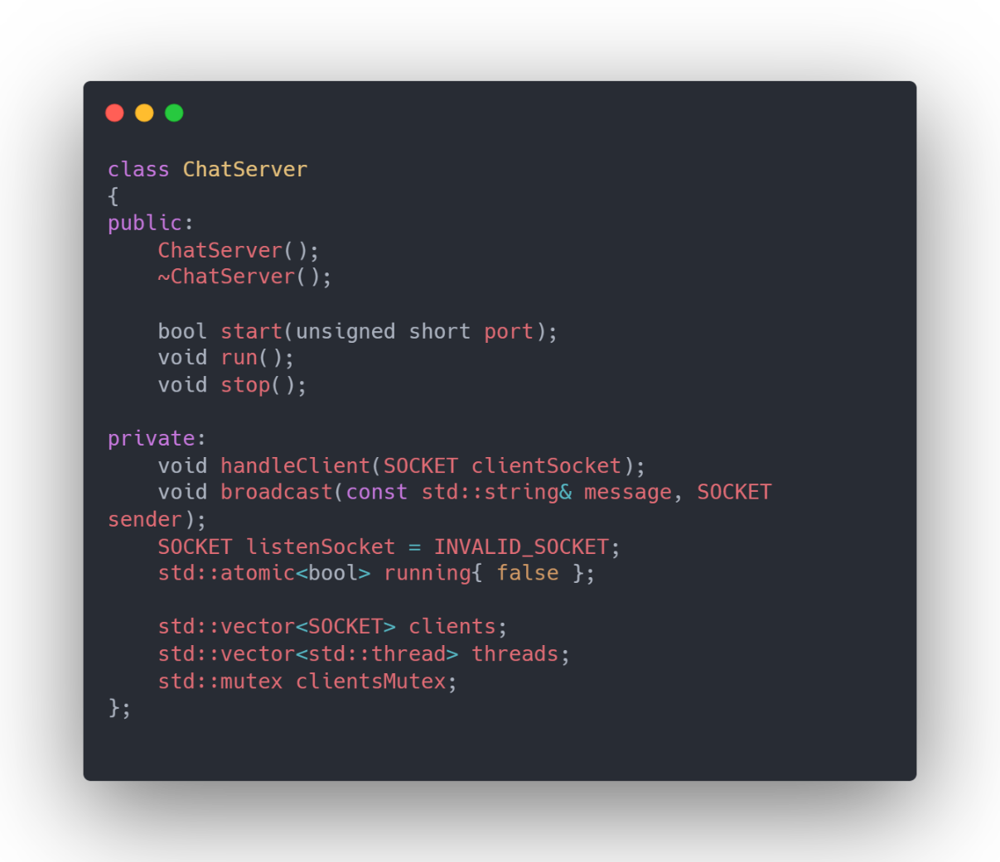 class ChatServer
{
public:
    ChatServer();
    ~ChatServer();

    bool start(unsigned short port);
    void run();
    void stop();

private:
    void handleClient(SOCKET clientSocket);
    void broadcast(const std::string& message, SOCKET
sender);
    SOCKET listenSocket = INVALID_SOCKET;
    std::atomic<bool> running{ false };

    std::vector<SOCKET> clients;
    std::vector<std::thread> threads;
    std::mutex clientsMutex;
};